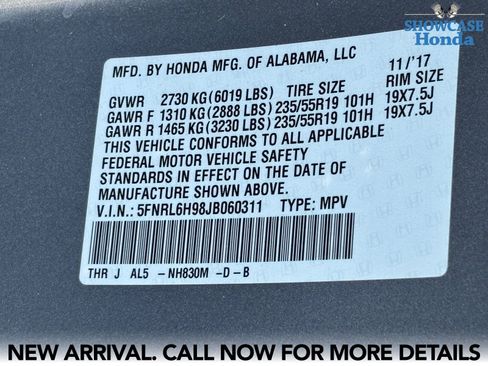 SHOWCASE
Honda
MFD. BY HONDA MFG. OF ALABAMA, LLC 11/'17
GVWR 2730 KG(6019 LBS) TIRE SIZE RIM SIZE
GAWR F 1310 KG(2888 LBS) 235/55R19 101H 19X7.5J
GAWR R 1465 KG(3230 LBS) 235/55R19 101H 19X7.5J
THIS VEHICLE CONFORMS TO ALL APPLICABLE
FEDERAL MOTOR VEHICLE SAFETY
STANDARDS IN EFFECT ON THE DATE OF
MANUFACTURE SHOWN ABOVE.
V.I.N.: 5FNRL6H98JB060311 TYPE: MPV
THR J AL5 -NH830M -D-B
NEW ARRIVAL. CALL NOW FOR MORE DETAILS